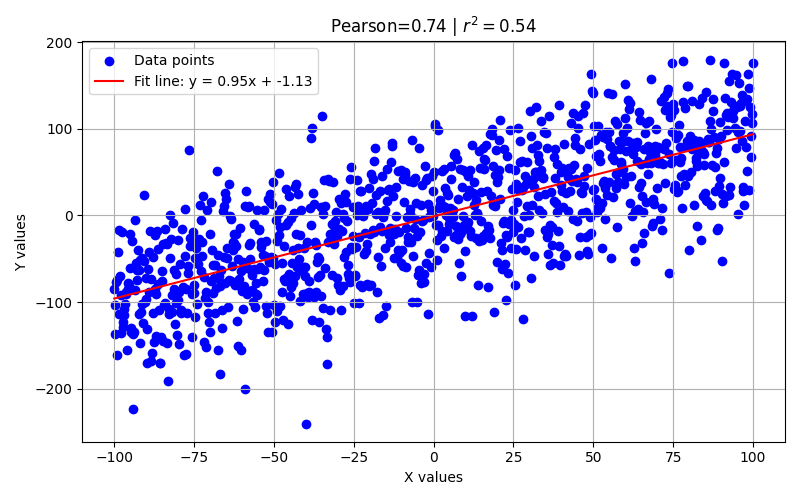 Pearson=0.74 | r² = 0.54
Data points
Fit line: y = 0.95x + -1.13
200
100
0
−100
−200
Y values
−100
−75
−50
−25
0
25
50
75
100
X values